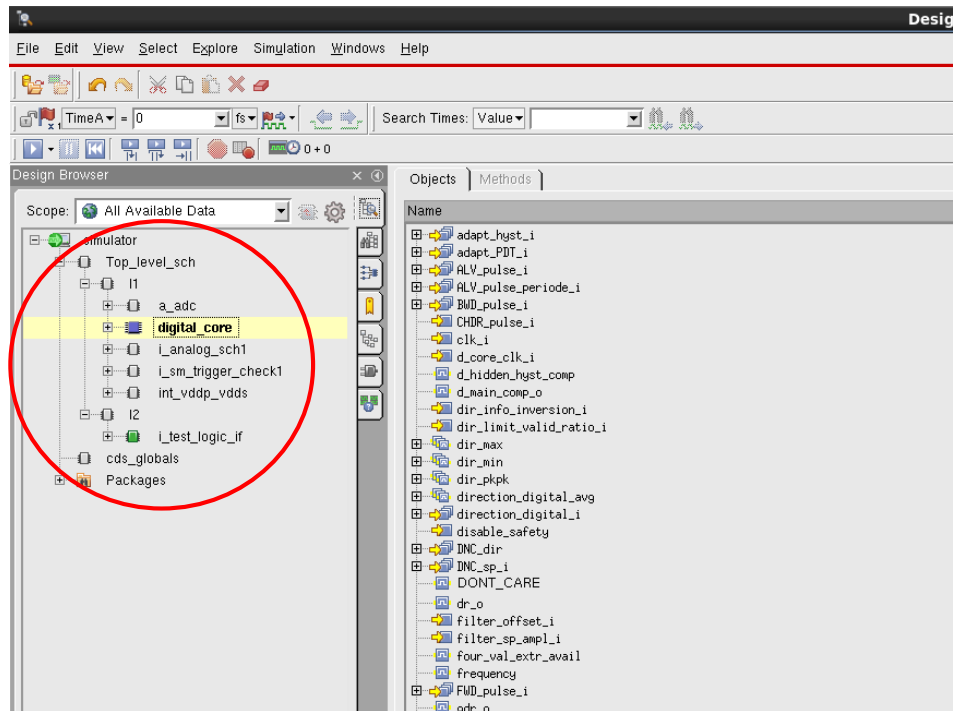 Desig
File Edit View Select Explore Simulation Windows Help
TimeA = 0 fs Search Times: Value
0 + 0
Design Browser
Objects Methods
Scope: All Available Data
Name
simulator
Top_level_sch
I1
a_adc
digital_core
i_analog_sch1
i_sm_trigger_check1
int_vddp_vdds
I2
i_test_logic_if
cds_globals
Packages
adapt_hyst_i
adapt_PDT_i
ALV_pulse_i
ALV_pulse_periode_i
BWD_pulse_i
CHDR_pulse_i
clk_i
d_core_clk_i
d_hidden_hyst_comp
d_main_comp_o
dir_info_inversion_i
dir_limit_valid_ratio_i
dir_max
dir_min
dir_pkpk
direction_digital_avg
direction_digital_i
disable_safety
DNC_dir
DNC_sp_i
DONT_CARE
dr_o
filter_offset_i
filter_sp_ampl_i
four_val_extr_avail
frequency
FWD_pulse_i